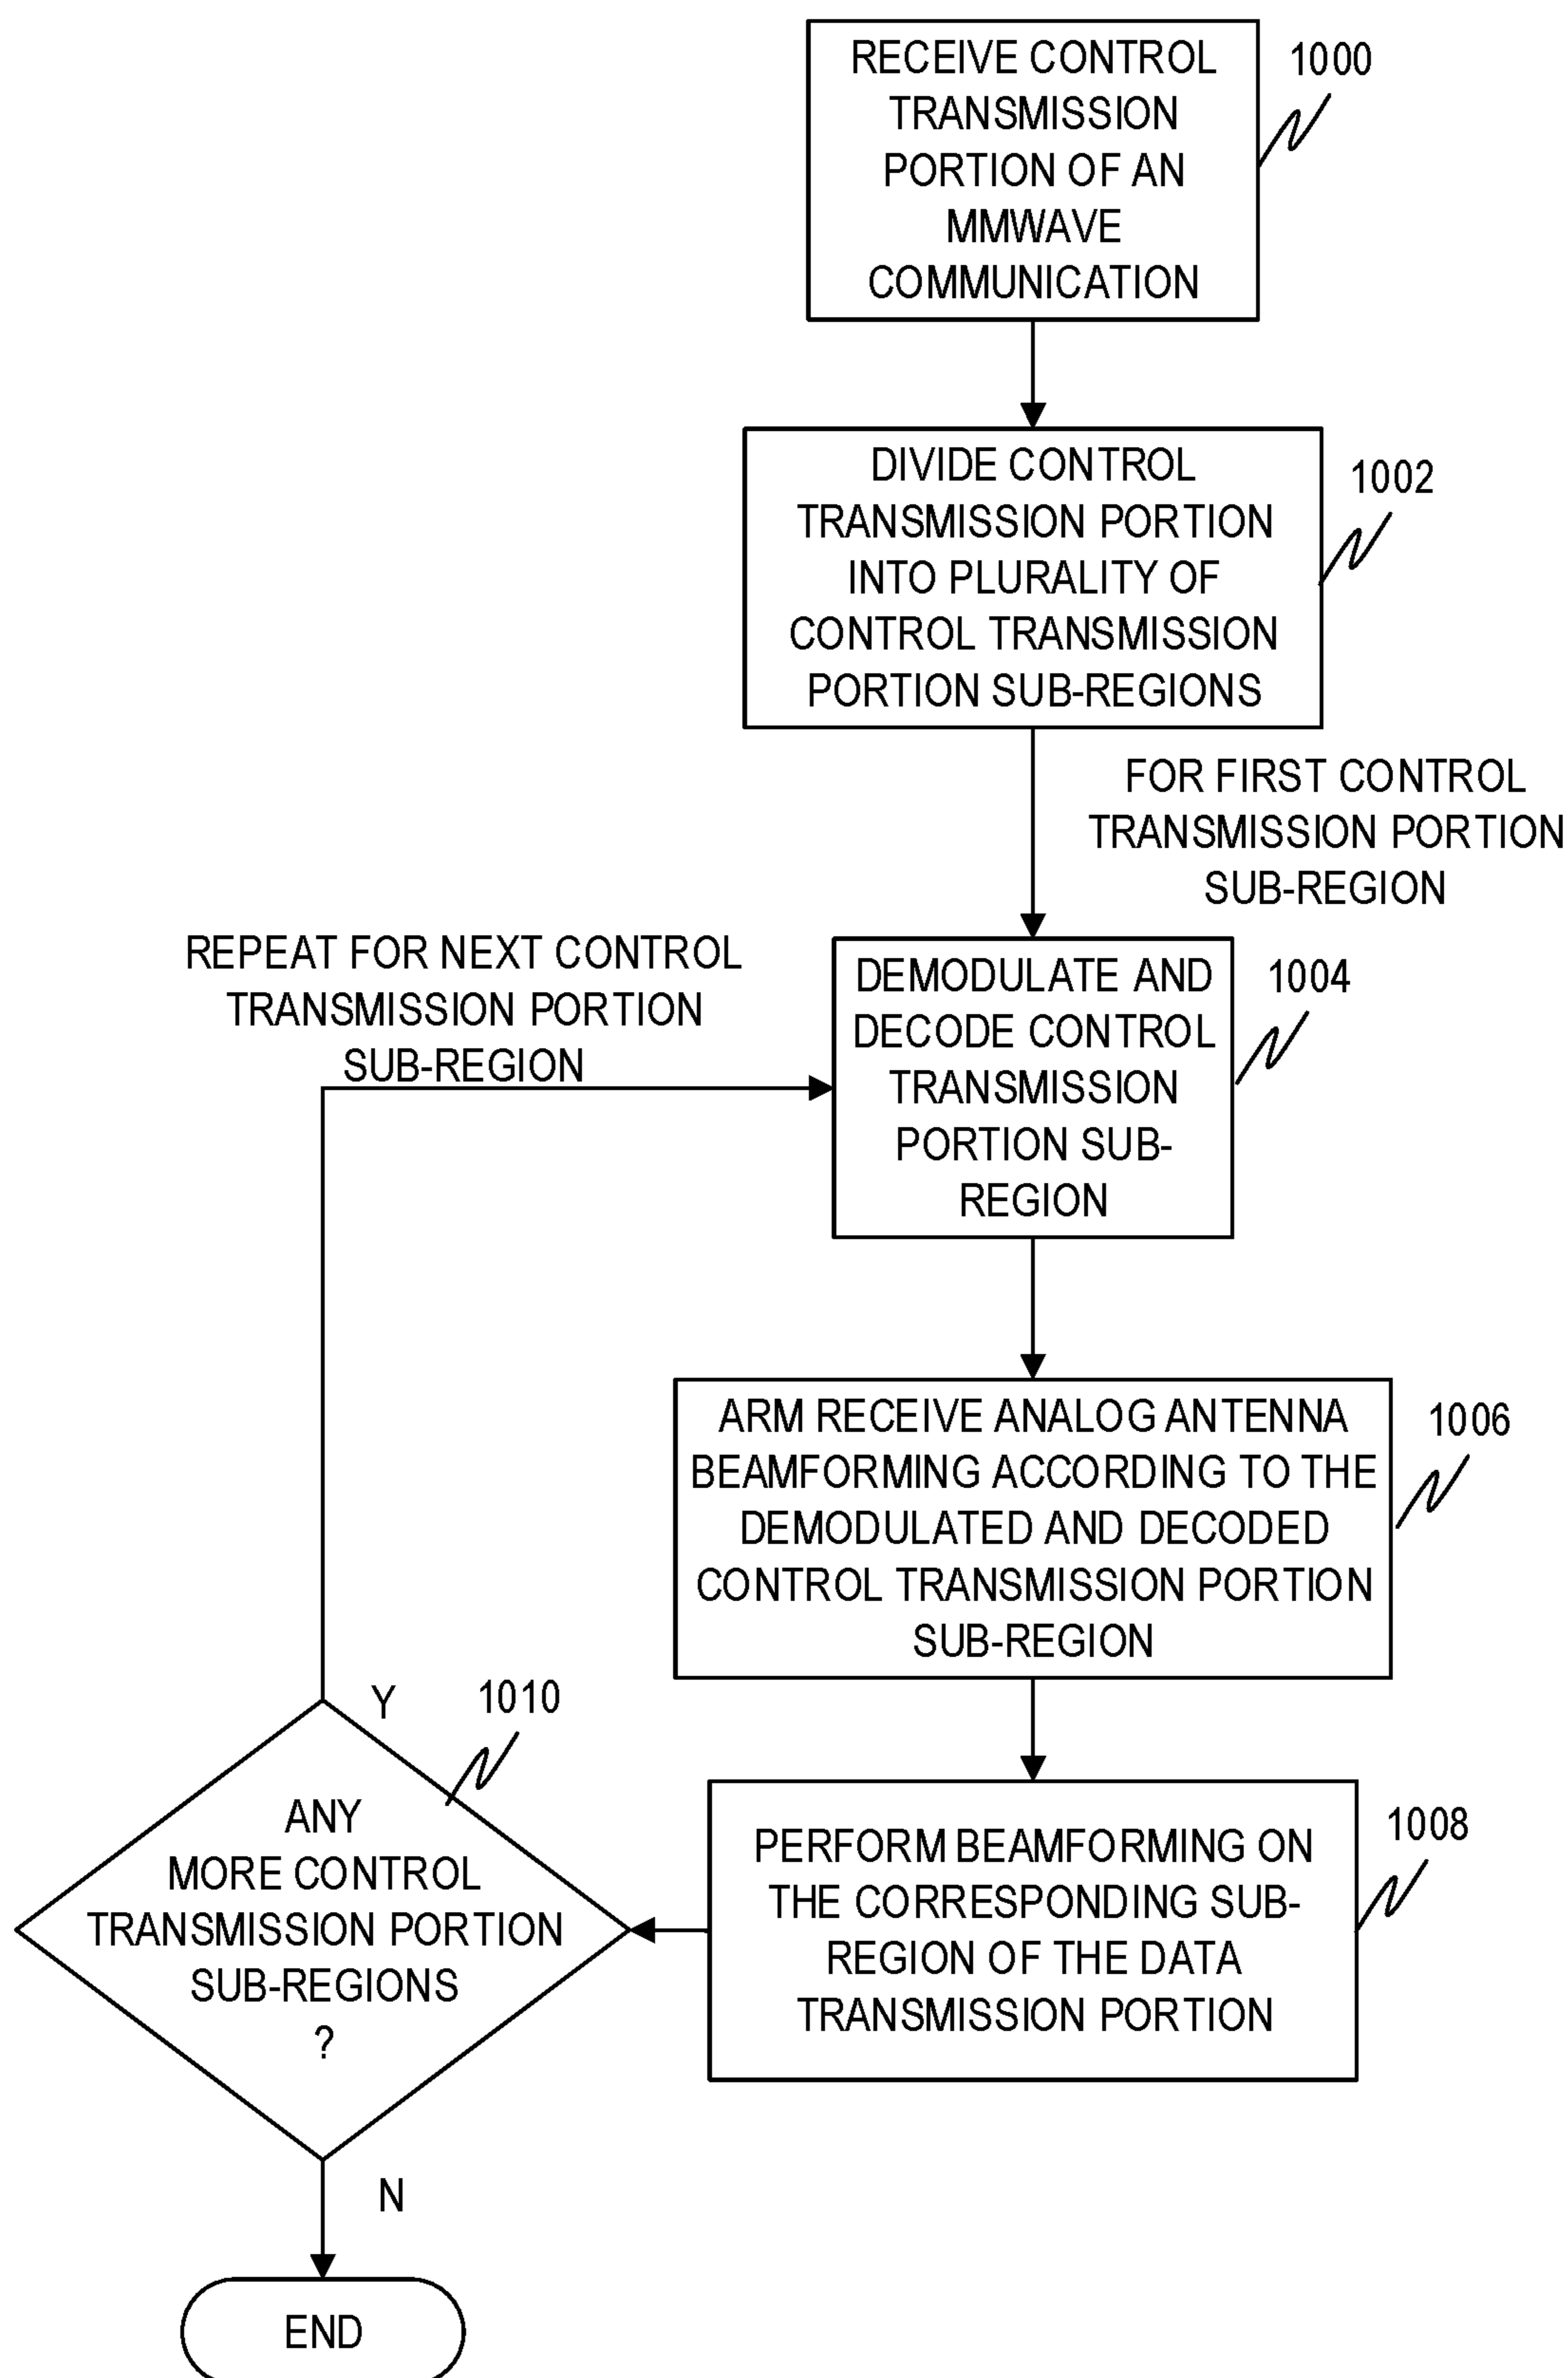 RECEIVE CONTROL
TRANSMISSION
PORTION OF AN
MMWAVE
COMMUNICATION
1000
DIVIDE CONTROL
TRANSMISSION PORTION
INTO PLURALITY OF
CONTROL TRANSMISSION
PORTION SUB-REGIONS
1002
FOR FIRST CONTROL
TRANSMISSION PORTION
SUB-REGION
REPEAT FOR NEXT CONTROL
TRANSMISSION PORTION
SUB-REGION
DEMODULATE AND
DECODE CONTROL
TRANSMISSION
PORTION SUB-
REGION
1004
ARM RECEIVE ANALOG ANTENNA
BEAMFORMING ACCORDING TO THE
DEMODULATED AND DECODED
CONTROL TRANSMISSION PORTION
SUB-REGION
1006
PERFORM BEAMFORMING ON
THE CORRESPONDING SUB-
REGION OF THE DATA
TRANSMISSION PORTION
1008
Y
1010
ANY
MORE CONTROL
TRANSMISSION PORTION
SUB-REGIONS
?
N
END